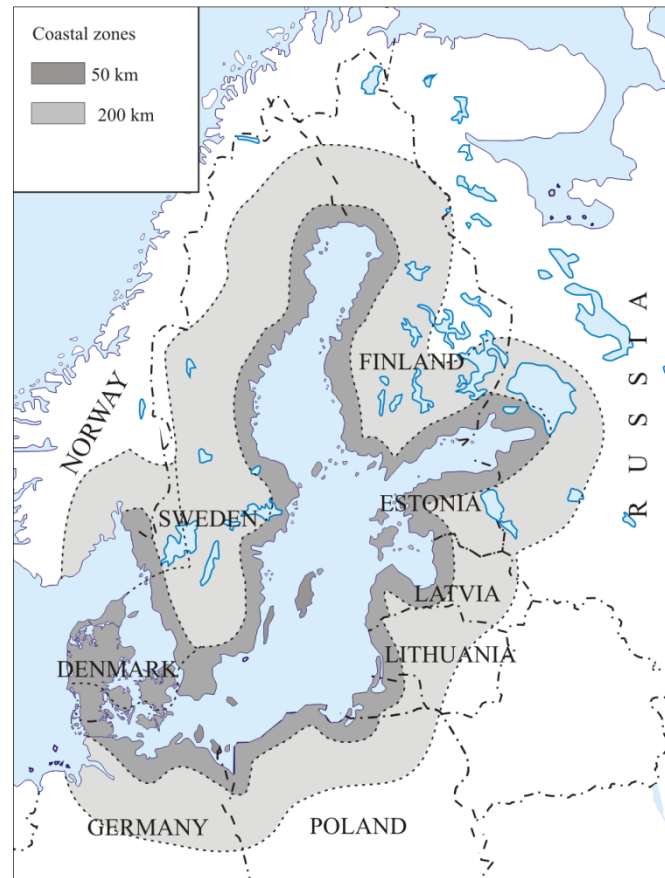 Coastal zones
50 km
200 km
FINLAND
NORWAY
RUSSIA
SWEDEN
ESTONIA
LATVIA
LITHUANIA
DENMARK
GERMANY
POLAND